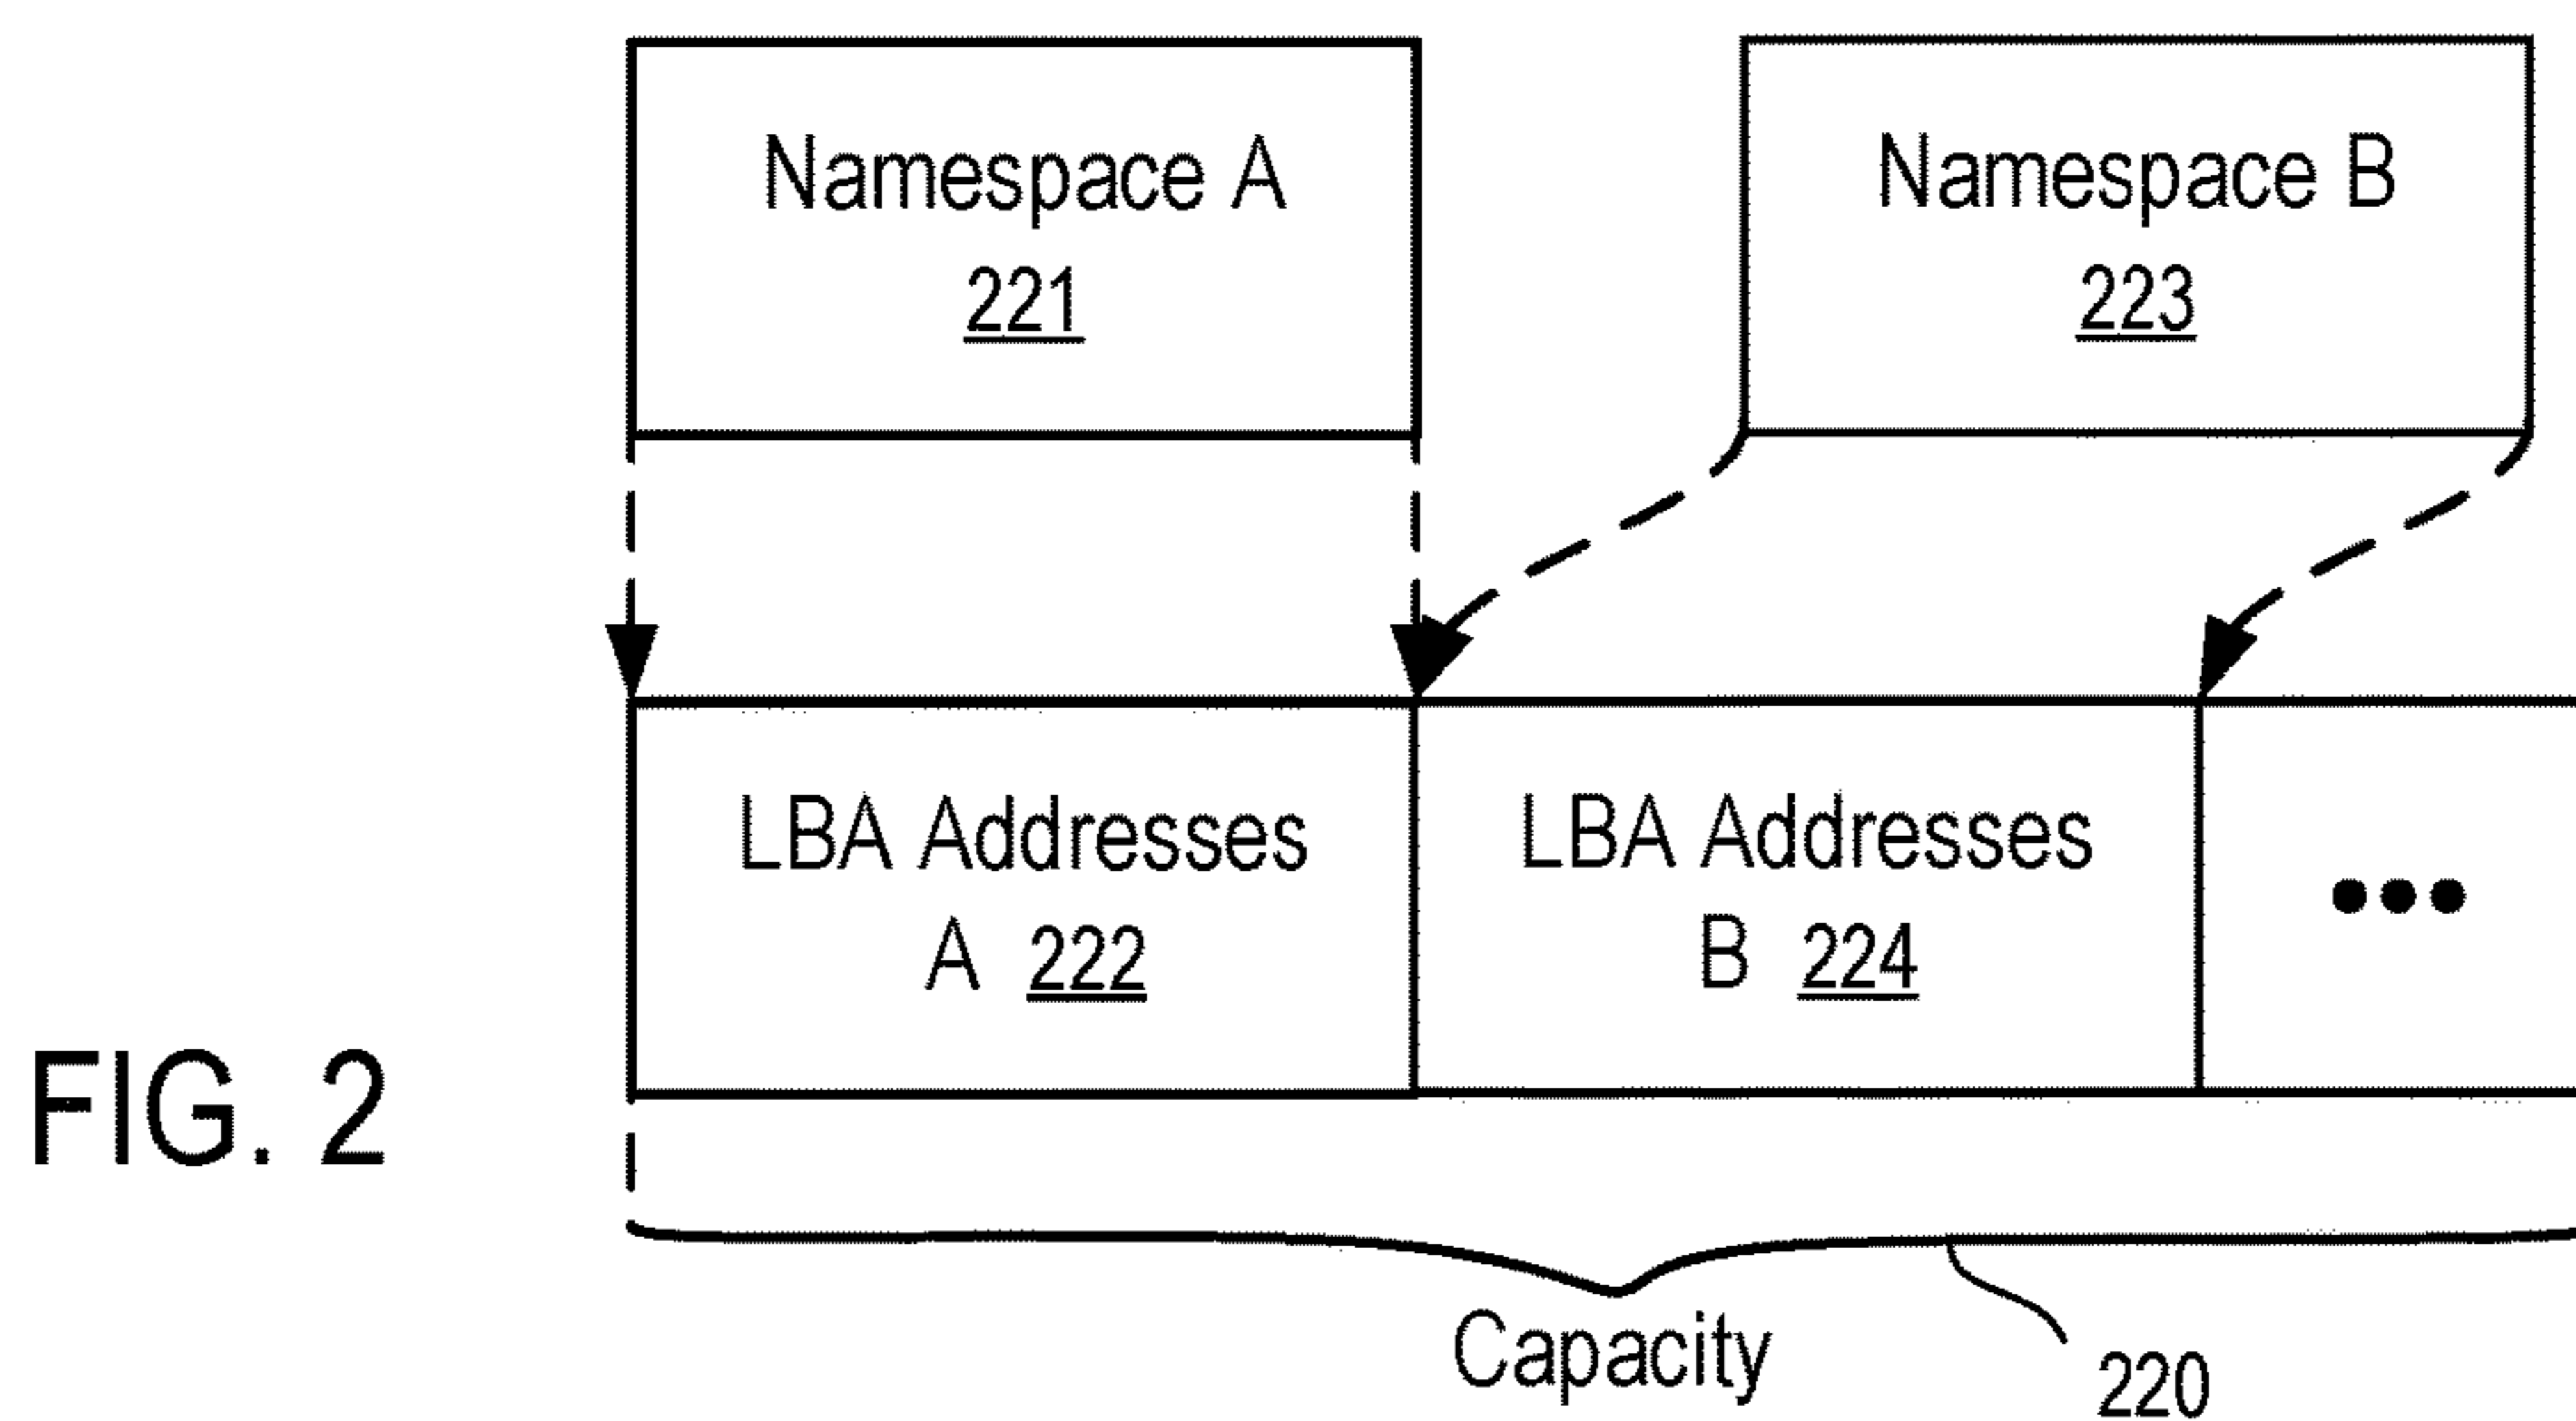 Namespace A
221
Namespace B
223
LBA Addresses
A 222
LBA Addresses
B 224
•••
FIG. 2
Capacity
220